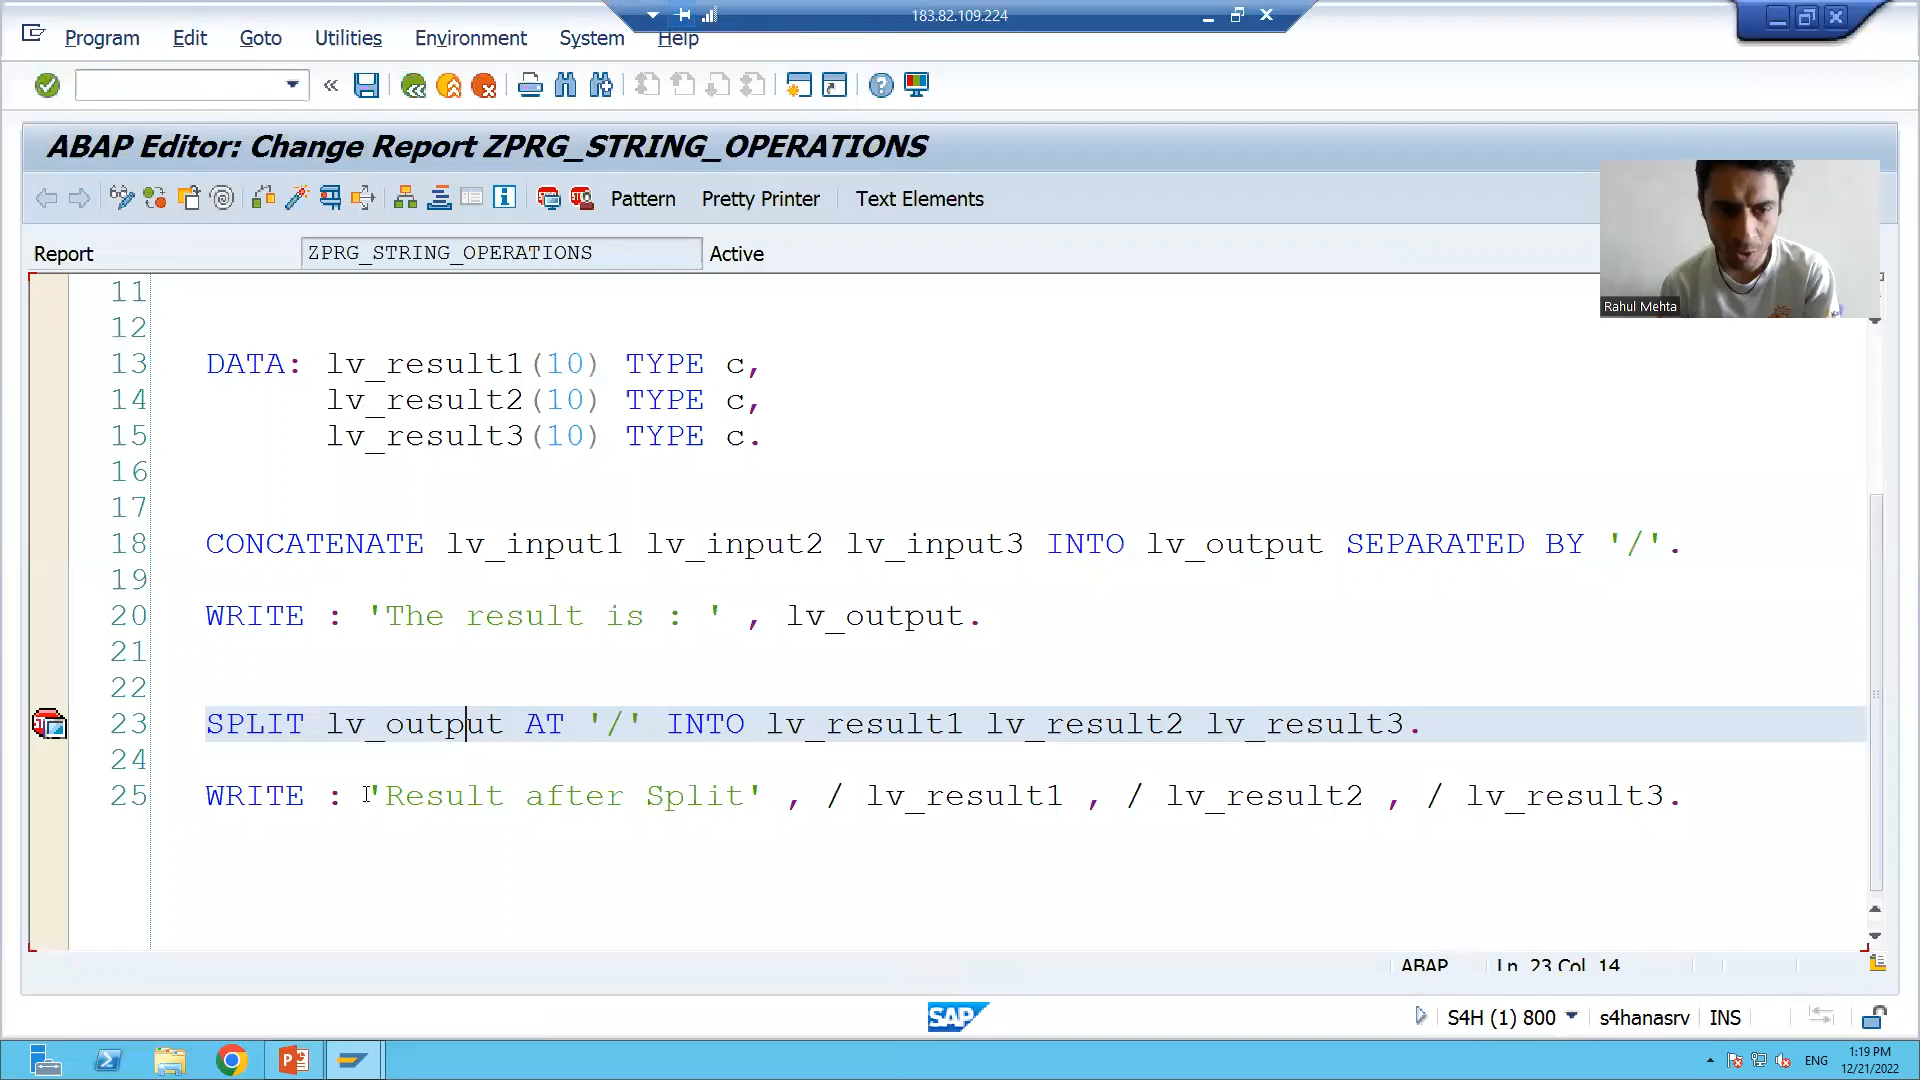 183.82.109.224
Program Edit Goto Utilities Environment System Help
ABAP Editor: Change Report ZPRG_STRING_OPERATIONS
Pattern Pretty Printer Text Elements
Report ZPRG_STRING_OPERATIONS Active
Rahul Mehta
11
12
13 DATA: lv_result1(10) TYPE c,
14 lv_result2(10) TYPE c,
15 lv_result3(10) TYPE c.
16
17
18 CONCATENATE lv_input1 lv_input2 lv_input3 INTO lv_output SEPARATED BY '/'.
19
20 WRITE : 'The result is : ' , lv_output.
21
22
23 SPLIT lv_output AT '/' INTO lv_result1 lv_result2 lv_result3.
24
25 WRITE : 'Result after Split' , / lv_result1 , / lv_result2 , / lv_result3.
ABAP Ln 23 Col 14
SAP S4H (1) 800 s4hanasrv INS
ENG 1:19 PM
12/21/2022